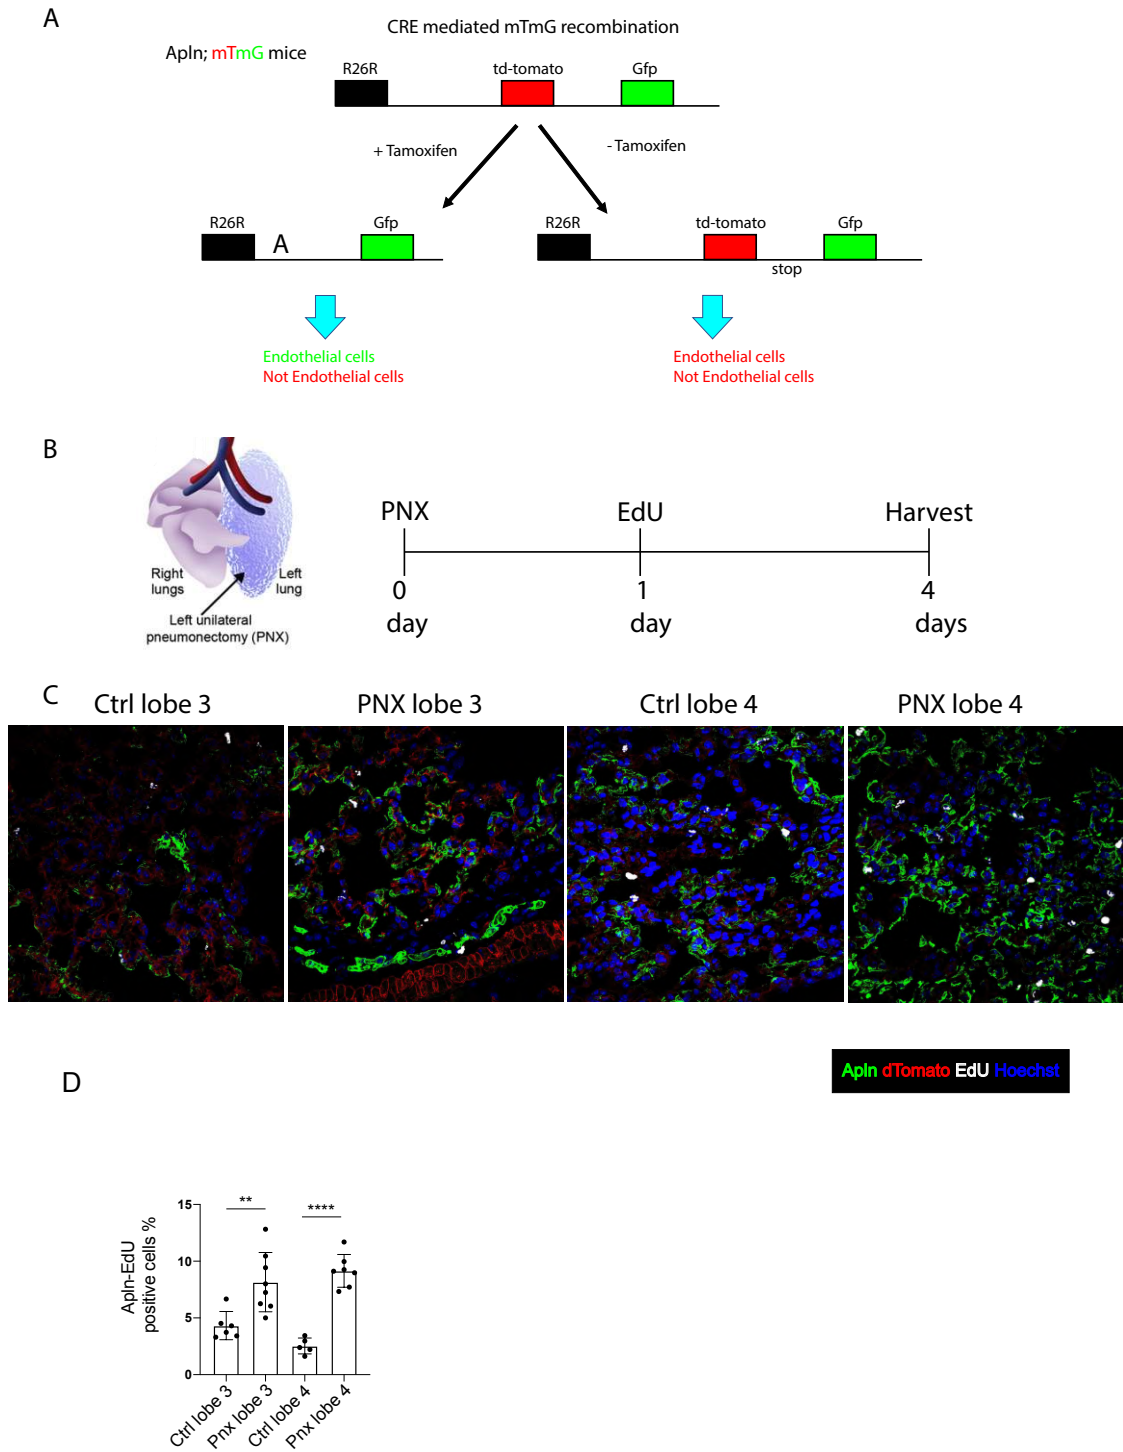 A
CRE mediated mTmG recombination
Apln; mTmG mice
R26R
td-tomato
Gfp
+ Tamoxifen
- Tamoxifen
R26R
A
Gfp
R26R
td-tomato
stop
Gfp
Endothelial cells
Not Endothelial cells
Endothelial cells
Not Endothelial cells
B
Right
lungs
Left
lung
Left unilateral
pneumonectomy (PNX)
PNX
EdU
Harvest
0
day
1
day
4
days
C
Ctrl lobe 3
PNX lobe 3
Ctrl lobe 4
PNX lobe 4
Apln dTomato EdU Hoechst
D
Apln-EdU
positive cells %
15
10
5
0
**
****
Ctrl lobe 3
Pnx lobe 3
Ctrl lobe 4
Pnx lobe 4